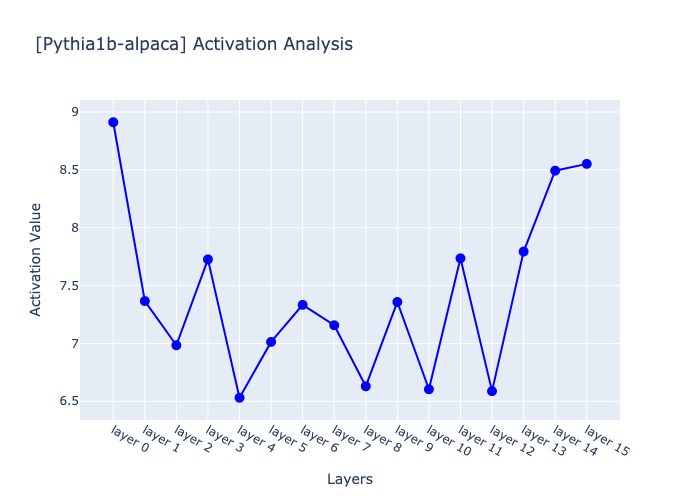 [Pythia1b-alpaca] Activation Analysis
9
8.5
8
7.5
7
6.5
Activation Value
layer 0
layer 1
layer 2
layer 3
layer 4
layer 5
layer 6
layer 7
layer 8
layer 9
layer 10
layer 11
layer 12
layer 13
layer 14
layer 15
Layers